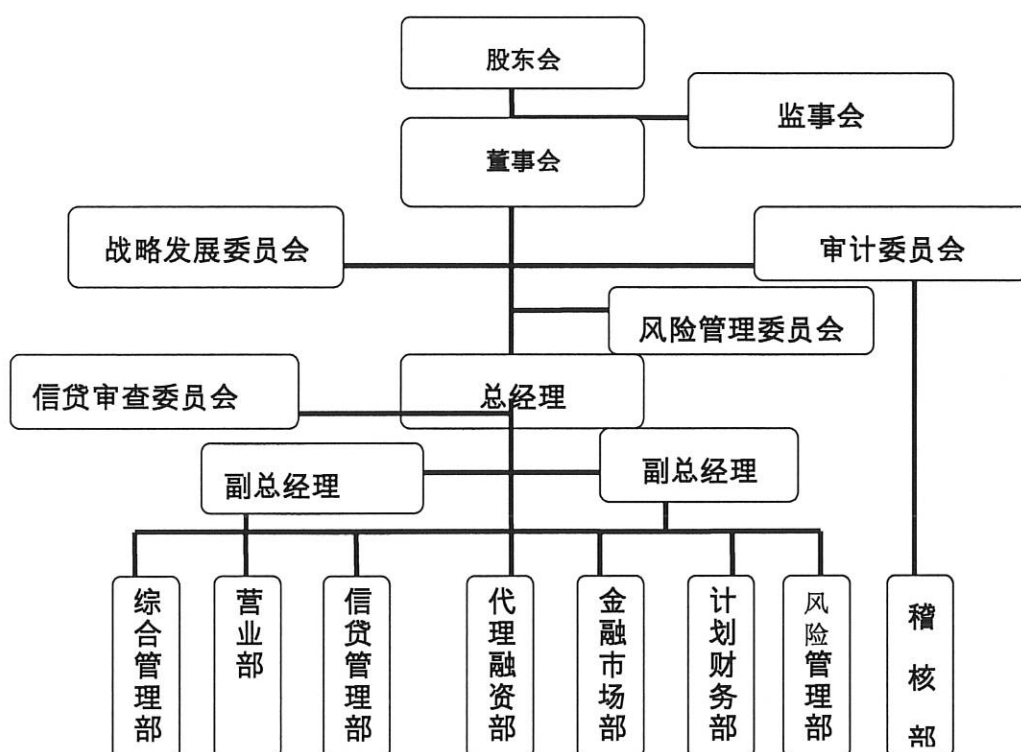 股东会
监事会
董事会
战略发展委员会
审计委员会
风险管理委员会
信贷审查委员会
总经理
副总经理
副总经理
综合管理部
营业部
信贷管理部
代理融资部
金融市场部
计划财务部
风险管理部
稽核部